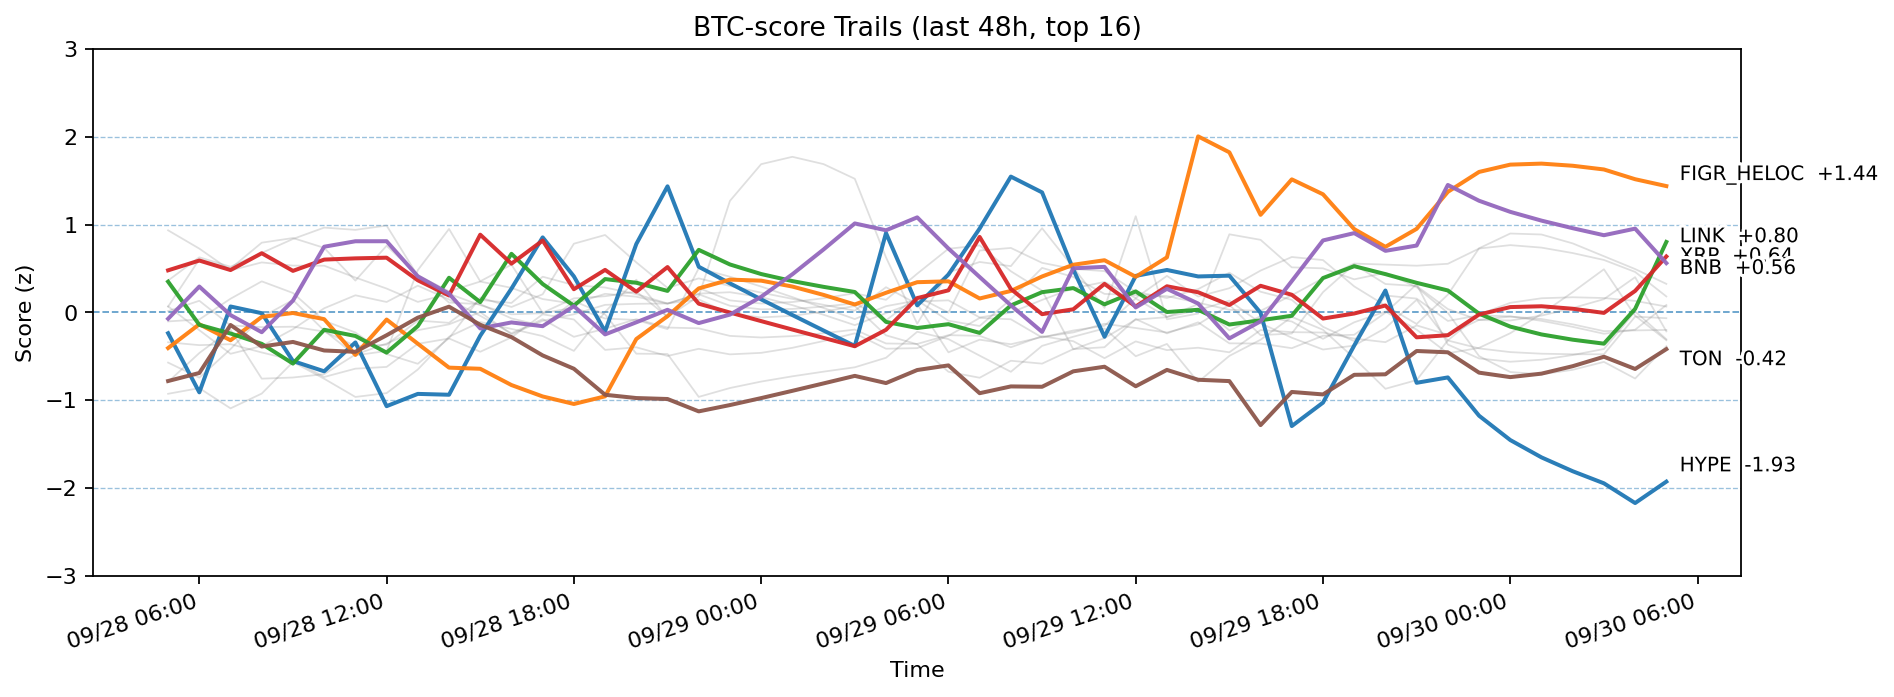 BTC-score Trails (last 48h, top 16)
Score (z)
3
2
1
0
−1
−2
−3
FIGR_HELOC +1.44
LINK +0.80
XRP +0.64
BNB +0.56
TON -0.42
HYPE -1.93
09/28 06:00
09/28 12:00
09/28 18:00
09/29 00:00
09/29 06:00
09/29 12:00
09/29 18:00
09/30 00:00
09/30 06:00
Time